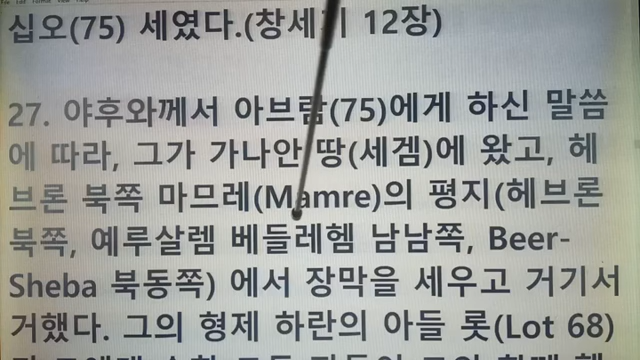 십오(75) 세였다.(창세기 12장)
27. 야후와께서 아브람(75)에게 하신 말씀
에 따라, 그가 가나안 땅(세겜)에 왔고, 헤
브론 북쪽 마므레(Mamre)의 평지(헤브론
북쪽, 예루살렘 베들레헴 남남쪽, Beer-
Sheba 북동쪽) 에서 장막을 세우고 거기서
거했다. 그의 형제 하란의 아들 롯(Lot 68)